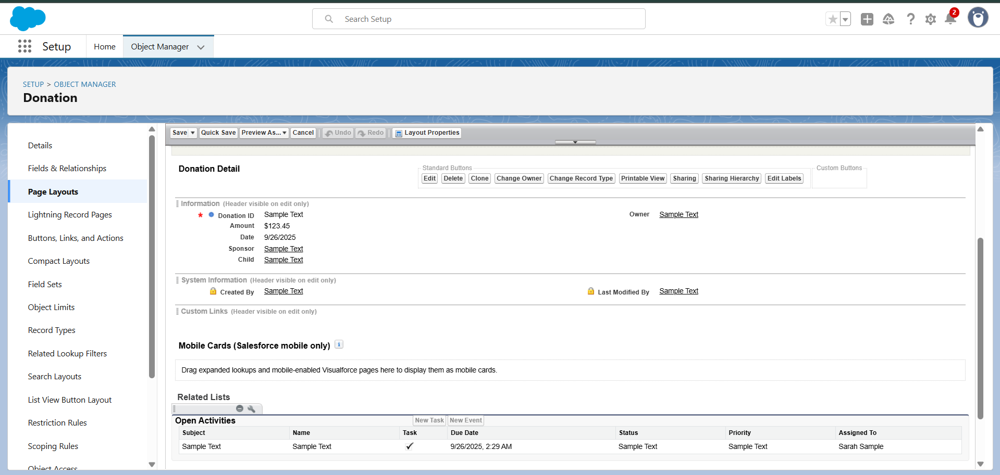 Search Setup
2
Setup
Home
Object Manager
SETUP > OBJECT MANAGER
Donation
Details
Fields & Relationships
Page Layouts
Lightning Record Pages
Buttons, Links, and Actions
Compact Layouts
Field Sets
Object Limits
Record Types
Related Lookup Filters
Search Layouts
List View Button Layout
Restriction Rules
Scoping Rules
Object Access
Save Quick Save Preview As... Cancel Undo Redo Layout Properties
Donation Detail
Standard Buttons
Edit Delete Clone Change Owner Change Record Type Printable View Sharing Sharing Hierarchy Edit Labels
Custom Buttons
Information (Header visible on edit only)
* Donation ID Sample Text Owner Sample Text
Amount $123.45
Date 9/26/2025
Sponsor Sample Text
Child Sample Text
System Information (Header visible on edit only)
Created By Sample Text Last Modified By Sample Text
Custom Links (Header visible on edit only)
Mobile Cards (Salesforce mobile only) i
Drag expanded lookups and mobile-enabled Visualforce pages here to display them as mobile cards.
Related Lists
Open Activities New Task New Event
Subject Name Task Due Date Status Priority Assigned To
Sample Text Sample Text ✓ 9/26/2025, 2:29 AM Sample Text Sample Text Sarah Sample